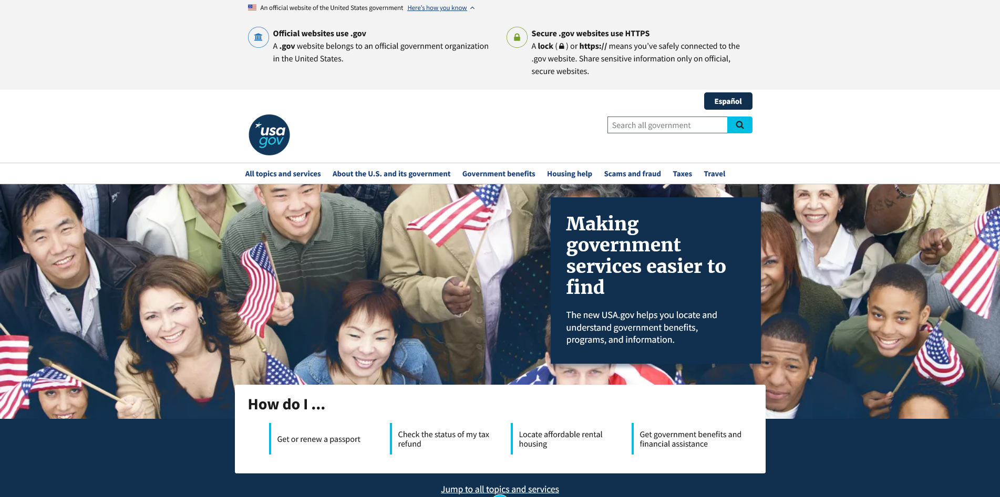 An official website of the United States government Here's how you know
Official websites use .gov
A .gov website belongs to an official government organization
in the United States.
Secure .gov websites use HTTPS
A lock ( ) or https:// means you've safely connected to the
.gov website. Share sensitive information only on official,
secure websites.
Español
Search all government
usa
gov
All topics and services About the U.S. and its government Government benefits Housing help Scams and fraud Taxes Travel
Making
government
services easier to
find
The new USA.gov helps you locate and
understand government benefits,
programs, and information.
How do I ...
Get or renew a passport
Check the status of my tax
refund
Locate affordable rental
housing
Get government benefits and
financial assistance
Jump to all topics and services